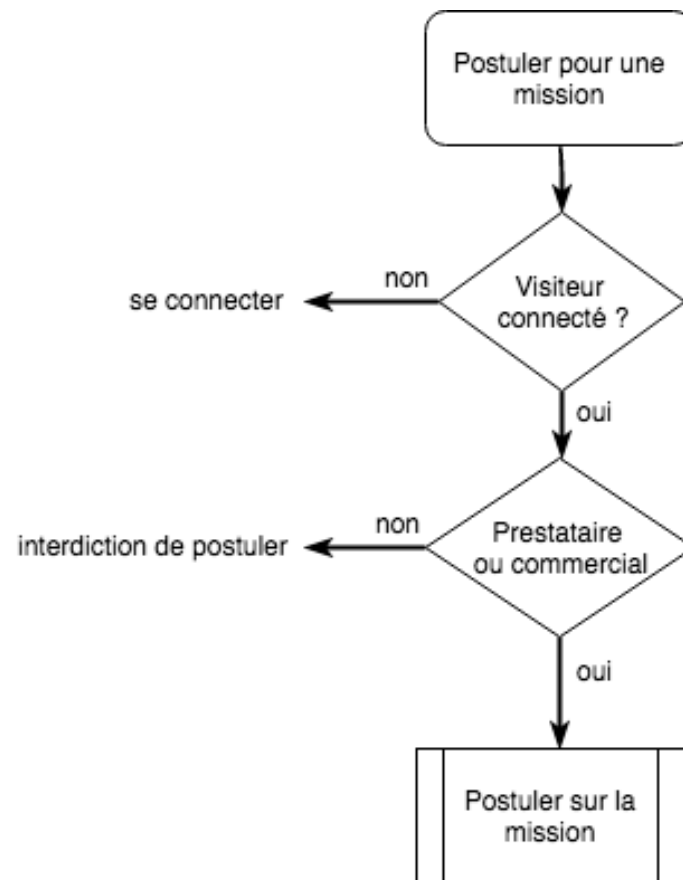 Postuler pour une
mission
non
Visiteur
connecté ?
se connecter
oui
non
Prestataire
ou commercial
interdiction de postuler
oui
Postuler sur la
mission